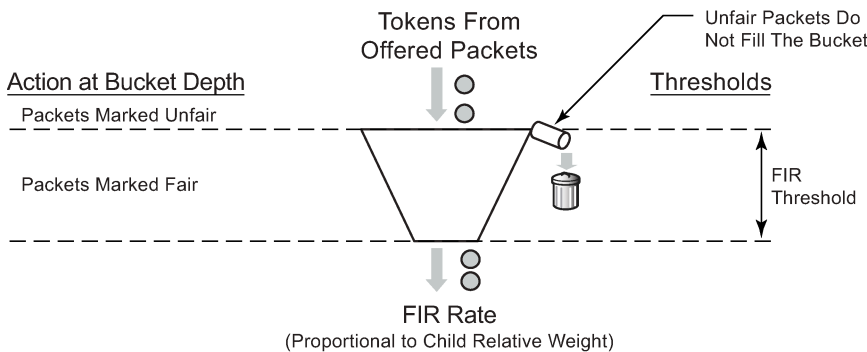 Tokens From
Offered Packets
Unfair Packets Do
Not Fill The Bucket
Action at Bucket Depth
Thresholds
Packets Marked Unfair
Packets Marked Fair
FIR
Threshold
FIR Rate
(Proportional to Child Relative Weight)